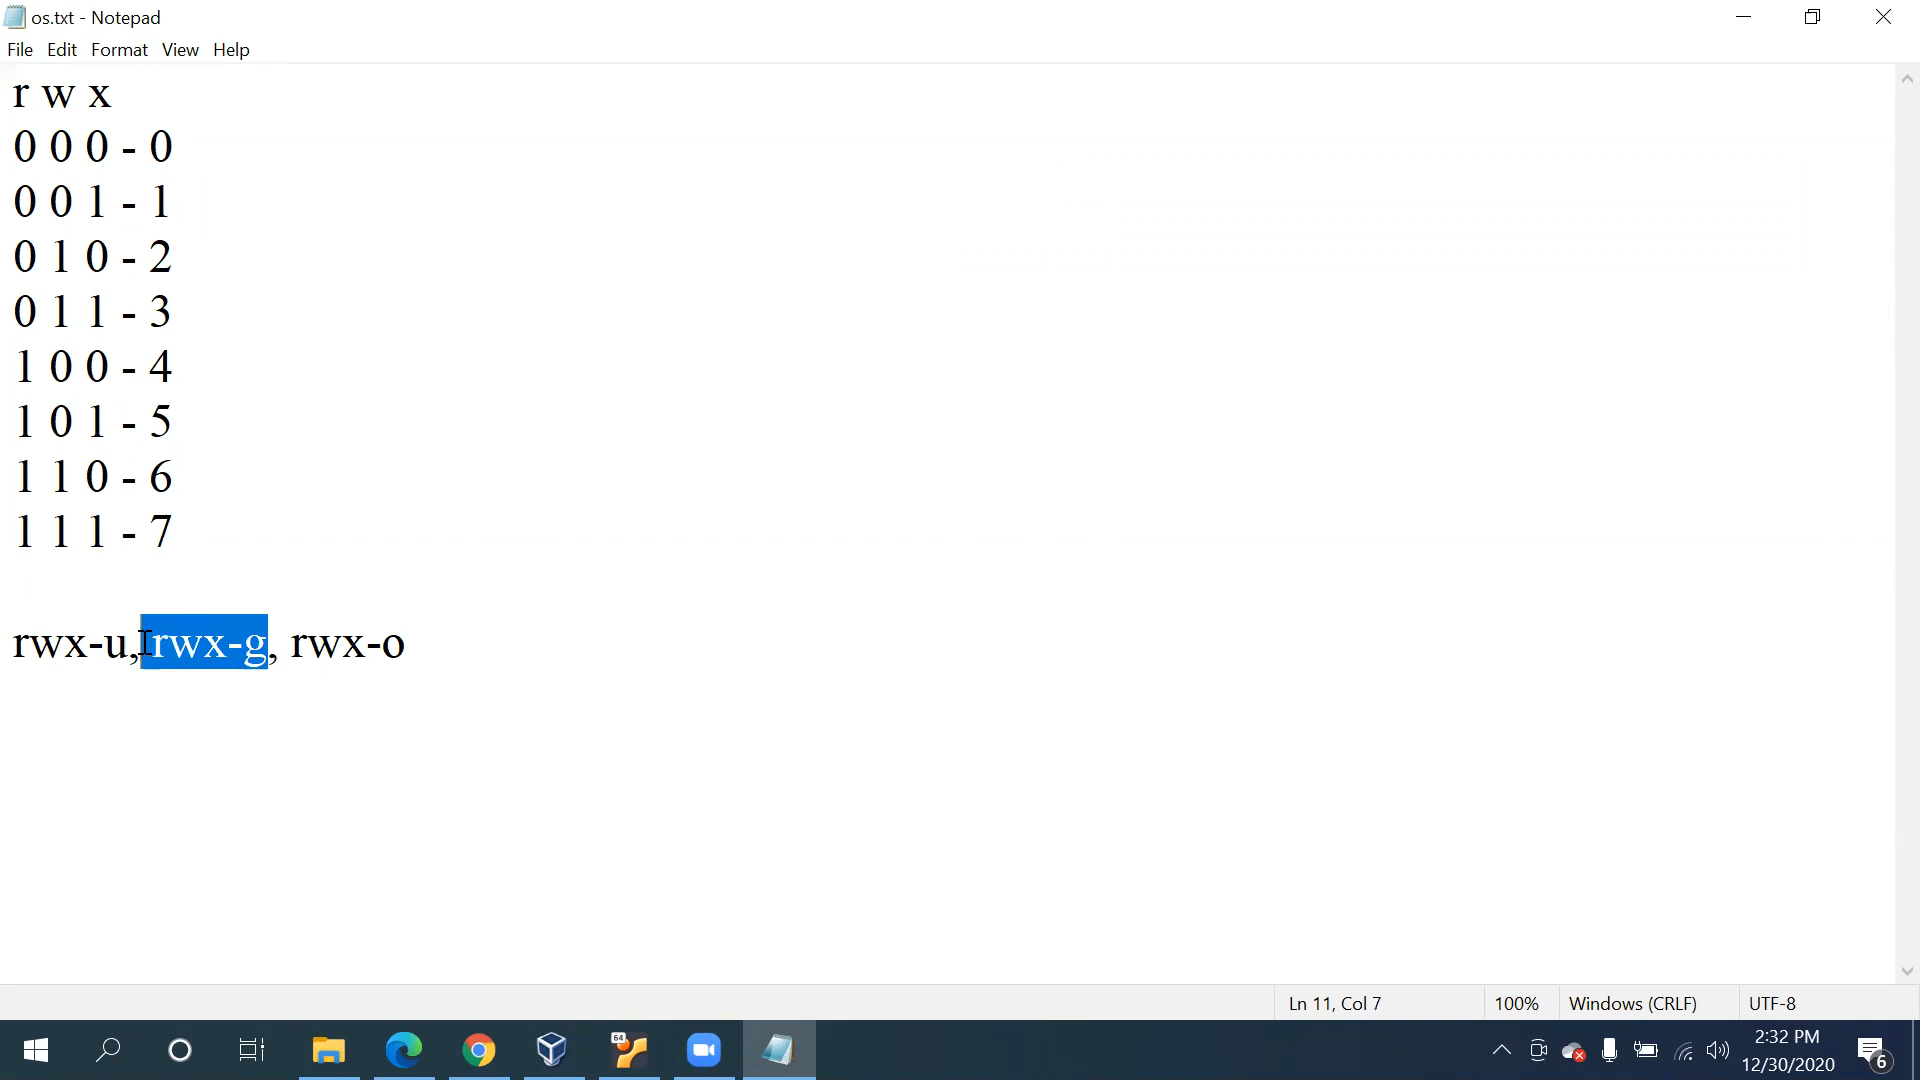 os.txt - Notepad
File Edit Format View Help
r w x
0 0 0 - 0
0 0 1 - 1
0 1 0 - 2
0 1 1 - 3
1 0 0 - 4
1 0 1 - 5
1 1 0 - 6
1 1 1 - 7
rwx-u, rwx-g, rwx-o
Ln 11, Col 7 100% Windows (CRLF) UTF-8
64
2:32 PM
12/30/2020
6